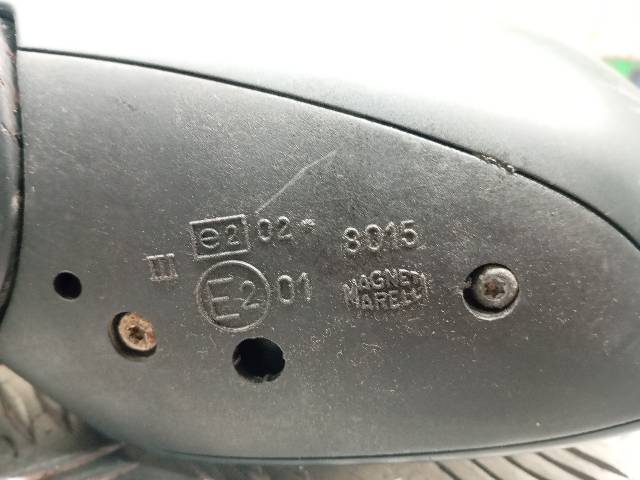 e2 02* 8015
III
E2 01 MAGNETI MARELLI